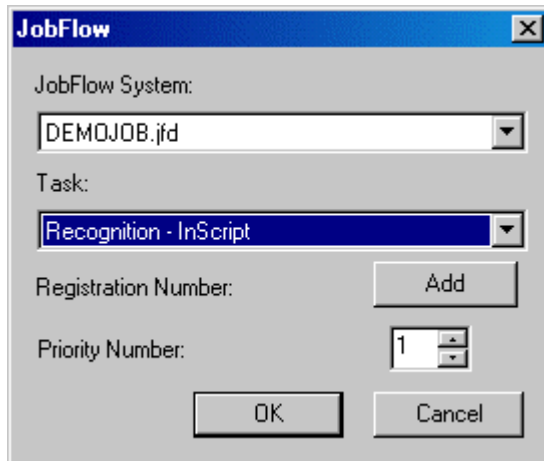 JobFlow
JobFlow System:
DEMOJOB.jfd
Task:
Recognition - InScript
Registration Number: Add
Priority Number: 1
OK Cancel